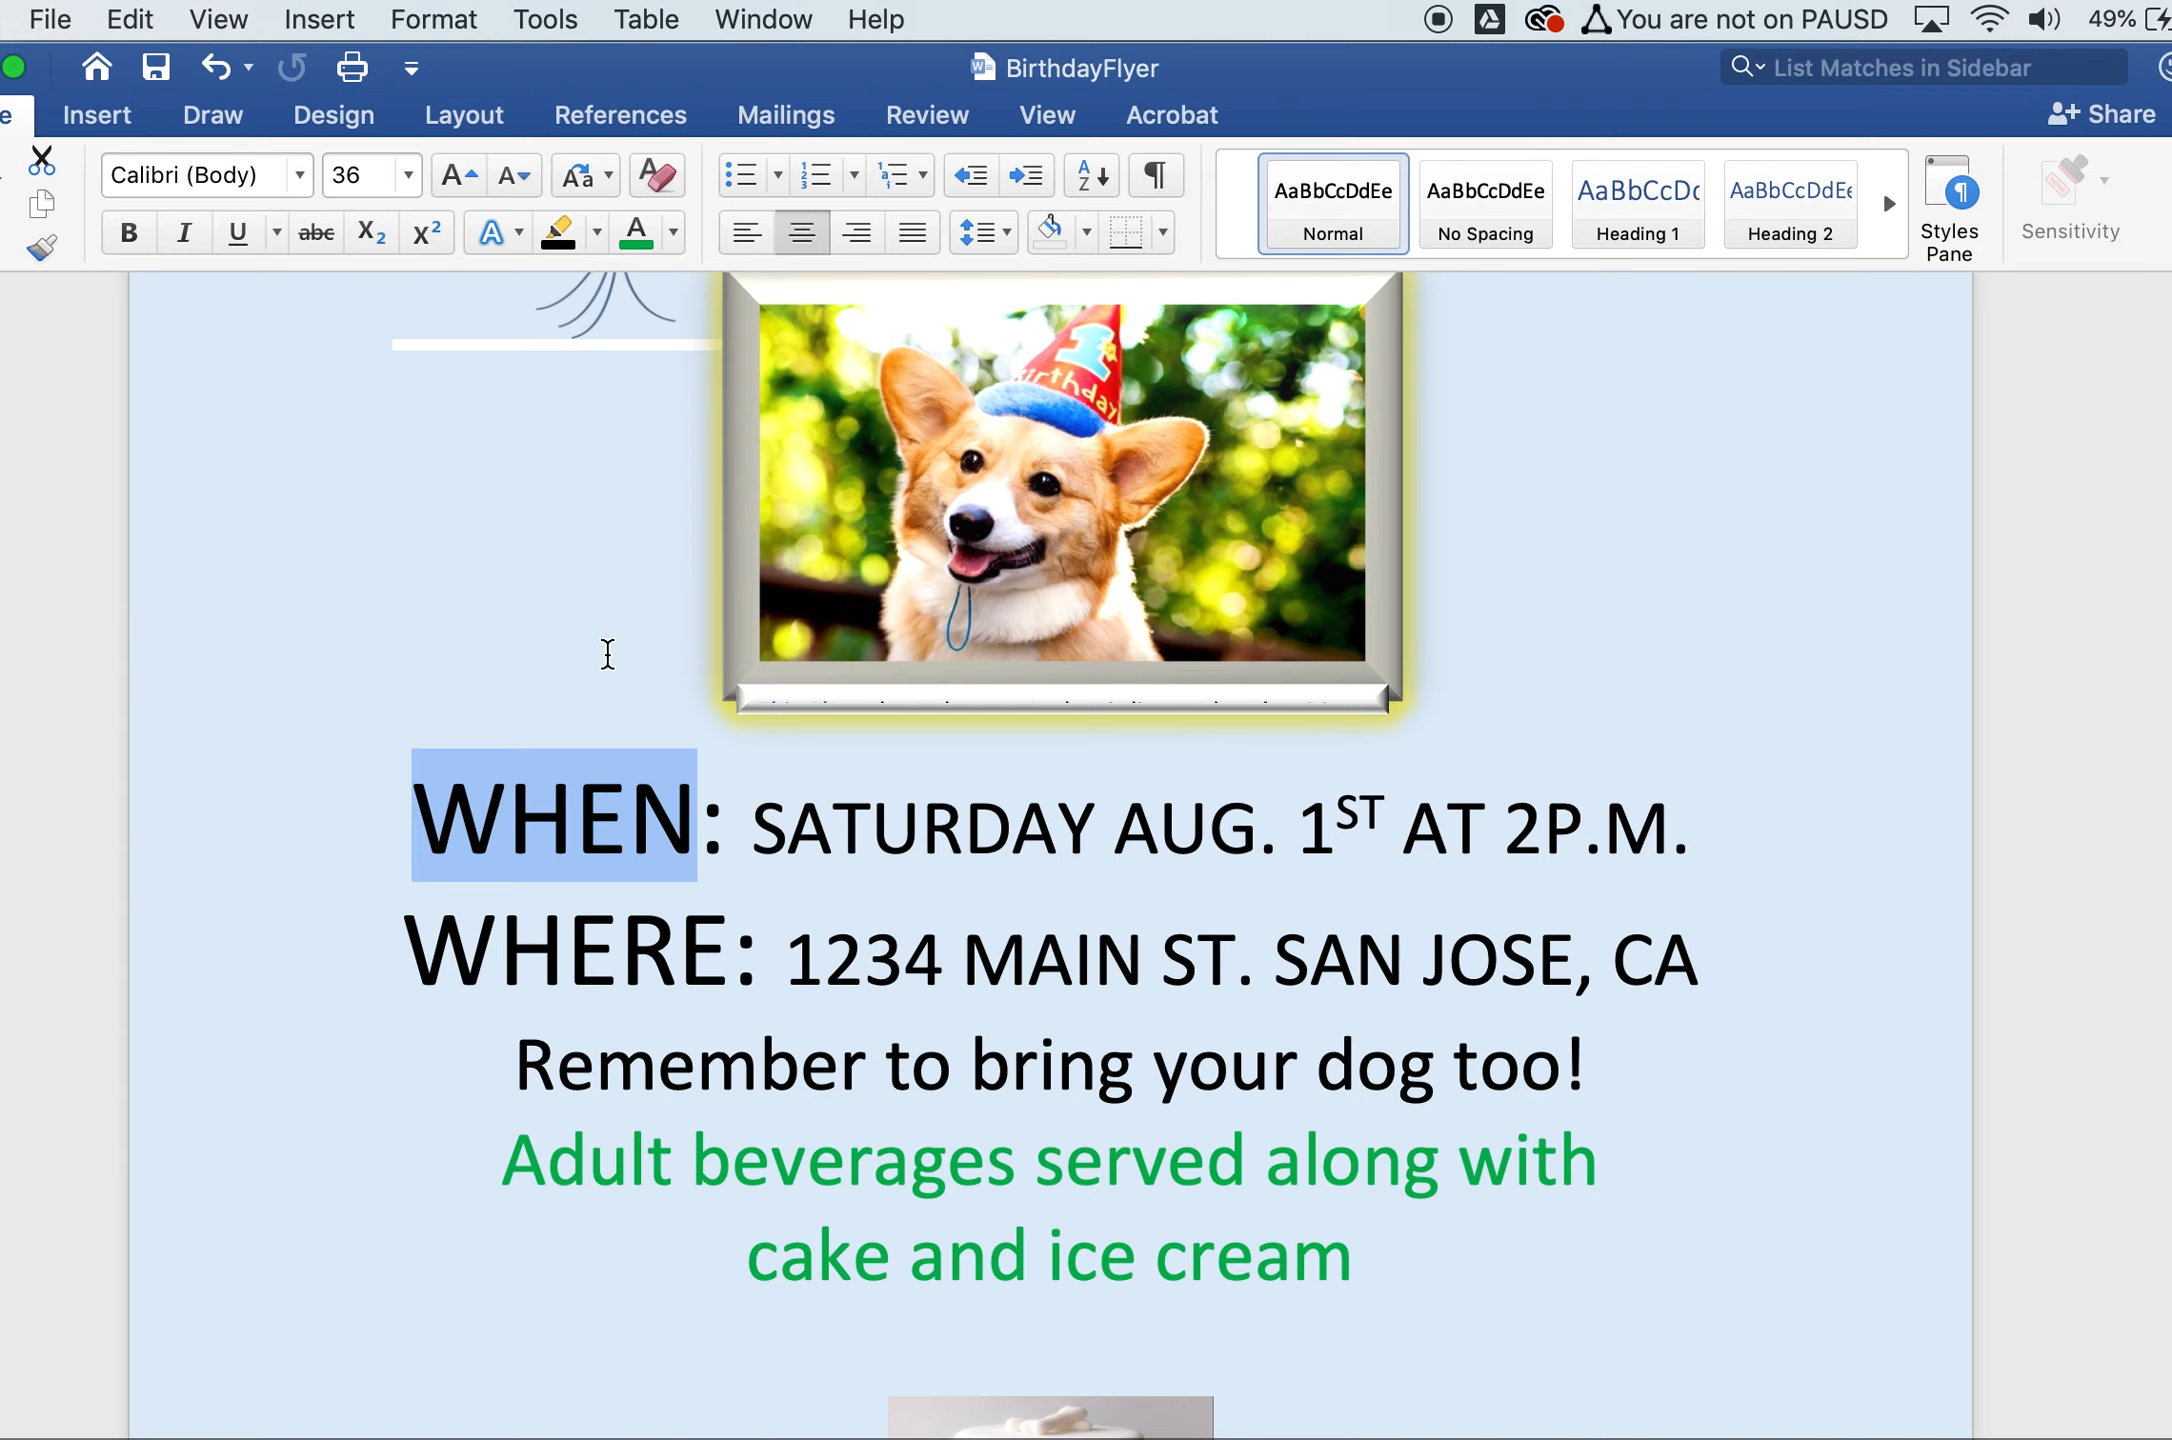 File Edit View Insert Format Tools Table Window Help You are not on PAUSD 49%
BirthdayFlyer List Matches in Sidebar
Insert Draw Design Layout References Mailings Review View Acrobat Share
Calibri (Body) 36 AaBbCcDdEe AaBbCcDdEe AaBbCcDc AaBbCcDdEe
Normal No Spacing Heading 1 Heading 2 Styles Pane Sensitivity
1
Birthday
WHEN: SATURDAY AUG. 1ST AT 2P.M.
WHERE: 1234 MAIN ST. SAN JOSE, CA
Remember to bring your dog too!
Adult beverages served along with
cake and ice cream